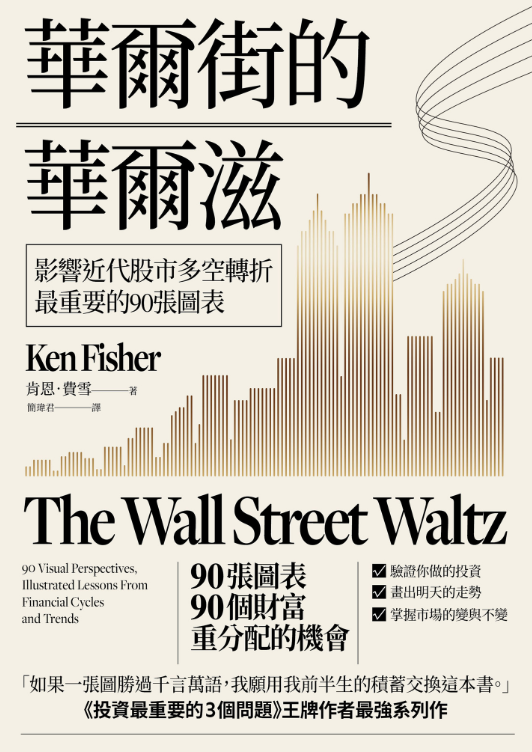 華爾街的
華爾滋
影響近代股市多空轉折
最重要的90張圖表
Ken Fisher
肯恩·費雪——著
簡瑋君——譯
The Wall Street Waltz
90 Visual Perspectives,
Illustrated Lessons From
Financial Cycles
and Trends
90張圖表
90個財富
重分配的機會
驗證你做的投資
畫出明天的走勢
掌握市場的變與不變
「如果一張圖勝過千言萬語，我願用我前半生的積蓄交換這本書。」
《投資最重要的3個問題》王牌作者最強系列作